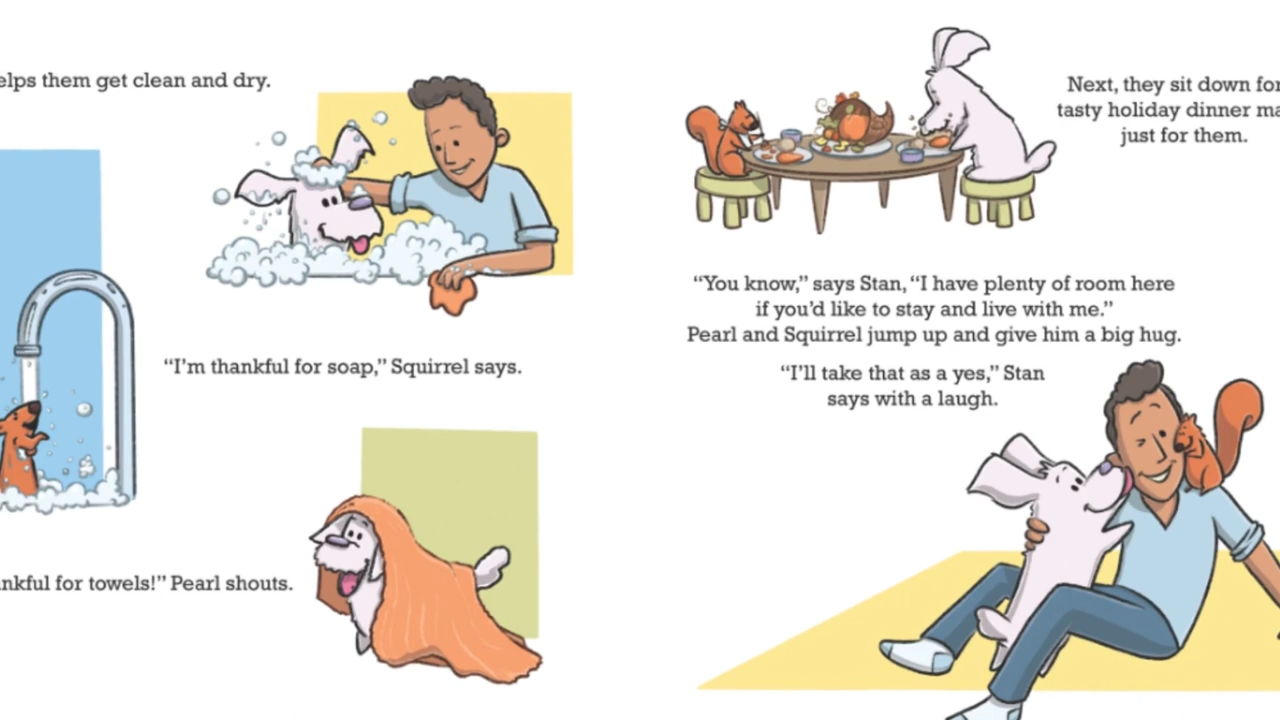 elps them get clean and dry.
“I’m thankful for soap,” Squirrel says.
nkful for towels!” Pearl shouts.
Next, they sit down for
tasty holiday dinner ma
just for them.
“You know,” says Stan, “I have plenty of room here
if you’d like to stay and live with me.”
Pearl and Squirrel jump up and give him a big hug.
“I’ll take that as a yes,” Stan
says with a laugh.